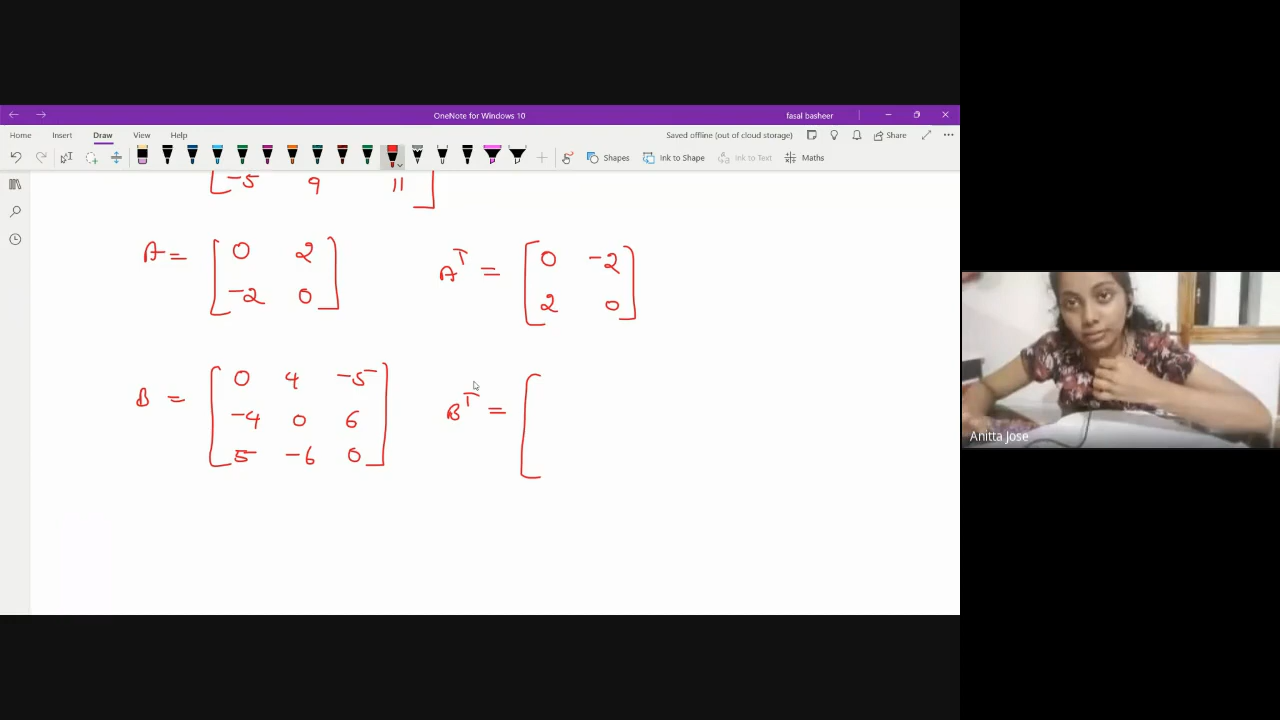 OneNote for Windows 10
fasal basheer
Home Insert Draw View Help
Saved offline (out of cloud storage)
Share
Shapes Ink to Shape Ink to Text Maths
-5 9 11
A = [ 0 2
-2 0 ]
A^T = [ 0 -2
2 0 ]
B = [ 0 4 -5
-4 0 6
5 -6 0 ]
B^T = [
Anitta Jose